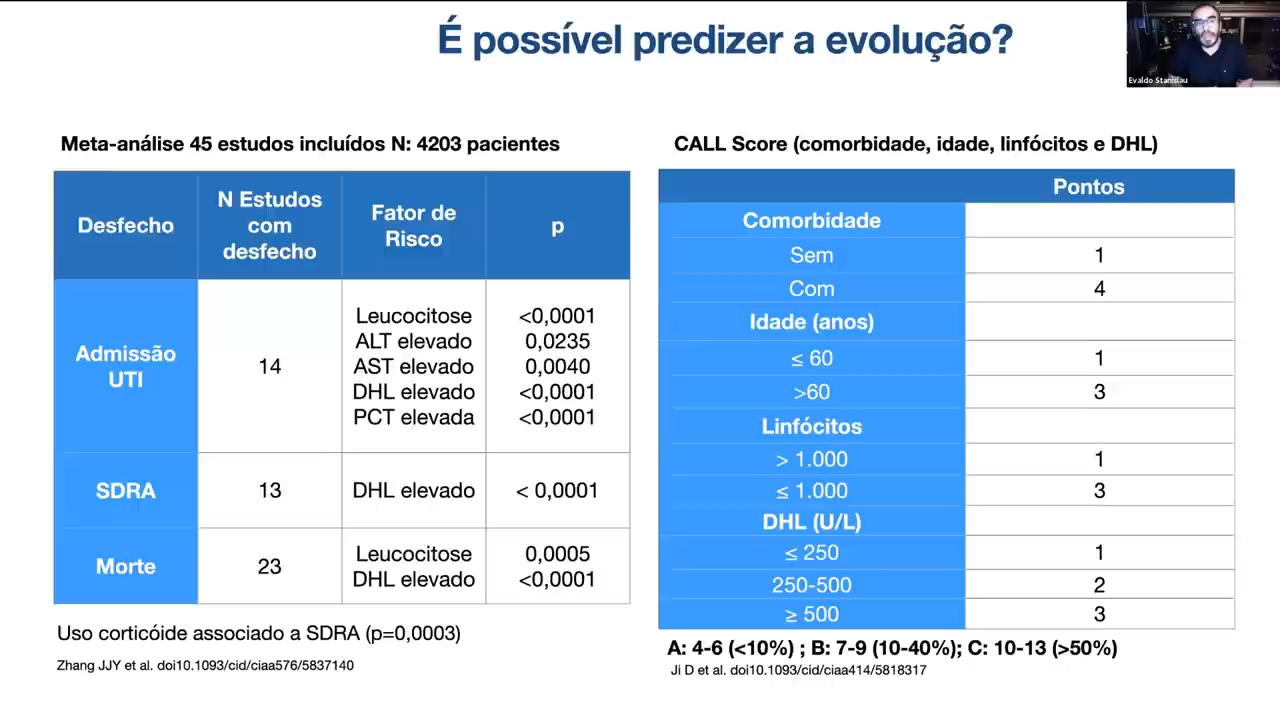 É possível predizer a evolução?
Evaldo Stanislau
Meta-análise 45 estudos incluídos N: 4203 pacientes
Desfecho
N Estudos
com
desfecho
Fator de
Risco
p
Admissão
UTI
14
Leucocitose
ALT elevado
AST elevado
DHL elevado
PCT elevada
<0,0001
0,0235
0,0040
<0,0001
<0,0001
SDRA
13
DHL elevado
< 0,0001
Morte
23
Leucocitose
DHL elevado
0,0005
<0,0001
Uso corticóide associado a SDRA (p=0,0003)
Zhang JJY et al. doi10.1093/cid/ciaa576/5837140
CALL Score (comorbidade, idade, linfócitos e DHL)
Pontos
Comorbidade
Sem 1
Com 4
Idade (anos)
≤ 60 1
>60 3
Linfócitos
> 1.000 1
≤ 1.000 3
DHL (U/L)
≤ 250 1
250-500 2
≥ 500 3
A: 4-6 (<10%) ; B: 7-9 (10-40%); C: 10-13 (>50%)
Ji D et al. doi10.1093/cid/ciaa414/5818317